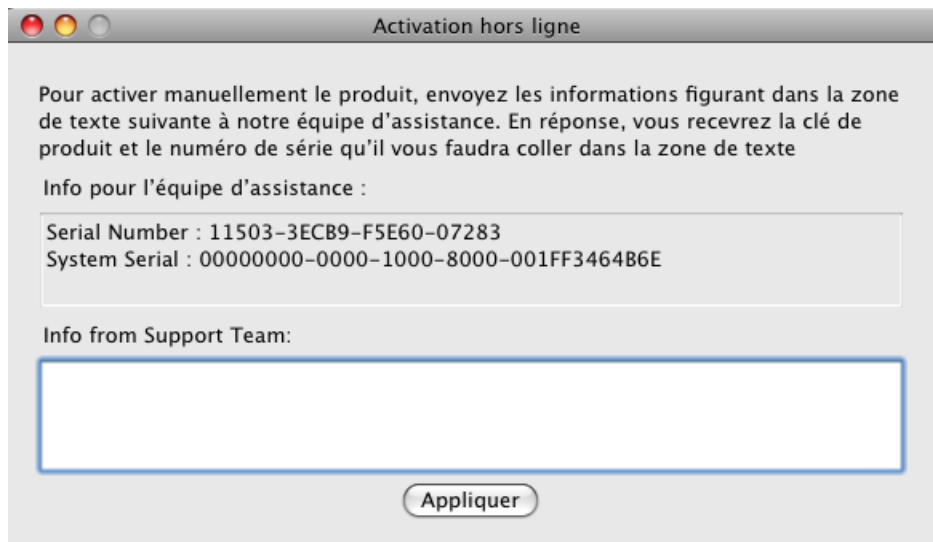 Activation hors ligne
Pour activer manuellement le produit, envoyez les informations figurant dans la zone
de texte suivante à notre équipe d’assistance. En réponse, vous recevrez la clé de
produit et le numéro de série qu’il vous faudra coller dans la zone de texte
Info pour l’équipe d’assistance :
Serial Number : 11503-3ECB9-F5E60-07283
System Serial : 00000000-0000-1000-8000-001FF3464B6E
Info from Support Team:
Appliquer